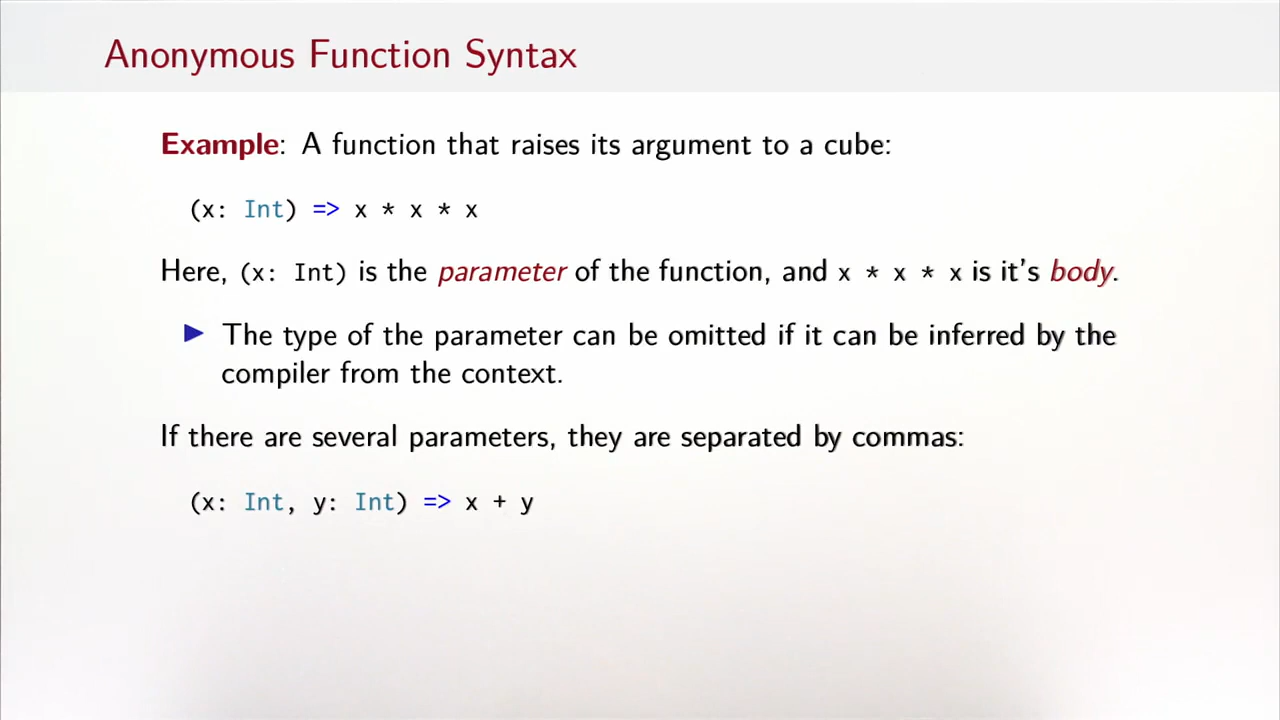 Anonymous Function Syntax
Example: A function that raises its argument to a cube:
(x: Int) => x * x * x
Here, (x: Int) is the parameter of the function, and x * x * x is it's body.
The type of the parameter can be omitted if it can be inferred by the
compiler from the context.
If there are several parameters, they are separated by commas:
(x: Int, y: Int) => x + y